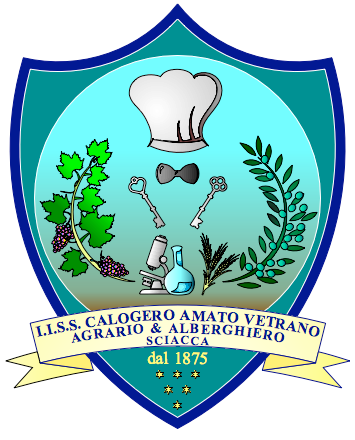 I.I.S.S. CALOGERO AMATO VETRANO
AGRARIO & ALBERGHIERO
SCIACCA
dal 1875